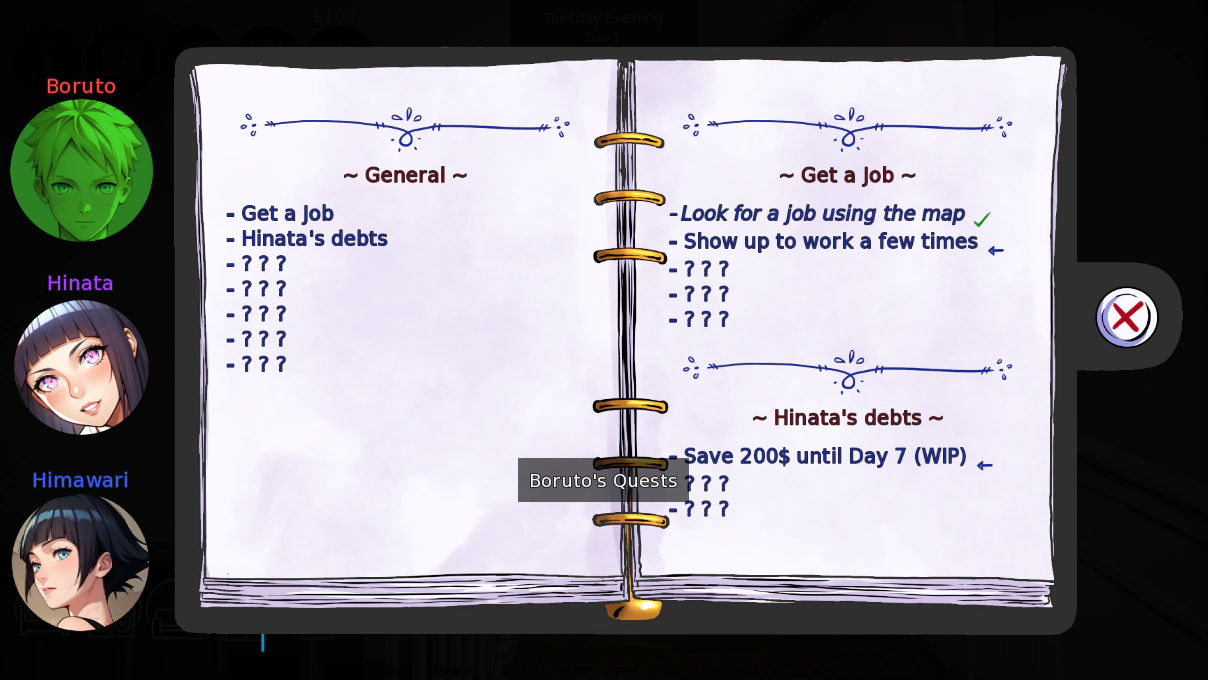 $102
Tuesday Evening
Day 1
Boruto
Hinata
Himawari
~ General ~
- Get a job
- Hinata's debts
- ? ? ?
- ? ? ?
- ? ? ?
- ? ? ?
- ? ? ?
~ Get a job ~
-Look for a job using the map
- Show up to work a few times
- ? ? ?
- ? ? ?
- ? ? ?
~ Hinata's debts ~
- Save 200$ until Day 7 (WIP)
- ? ? ?
- ? ? ?
Boruto's Quests